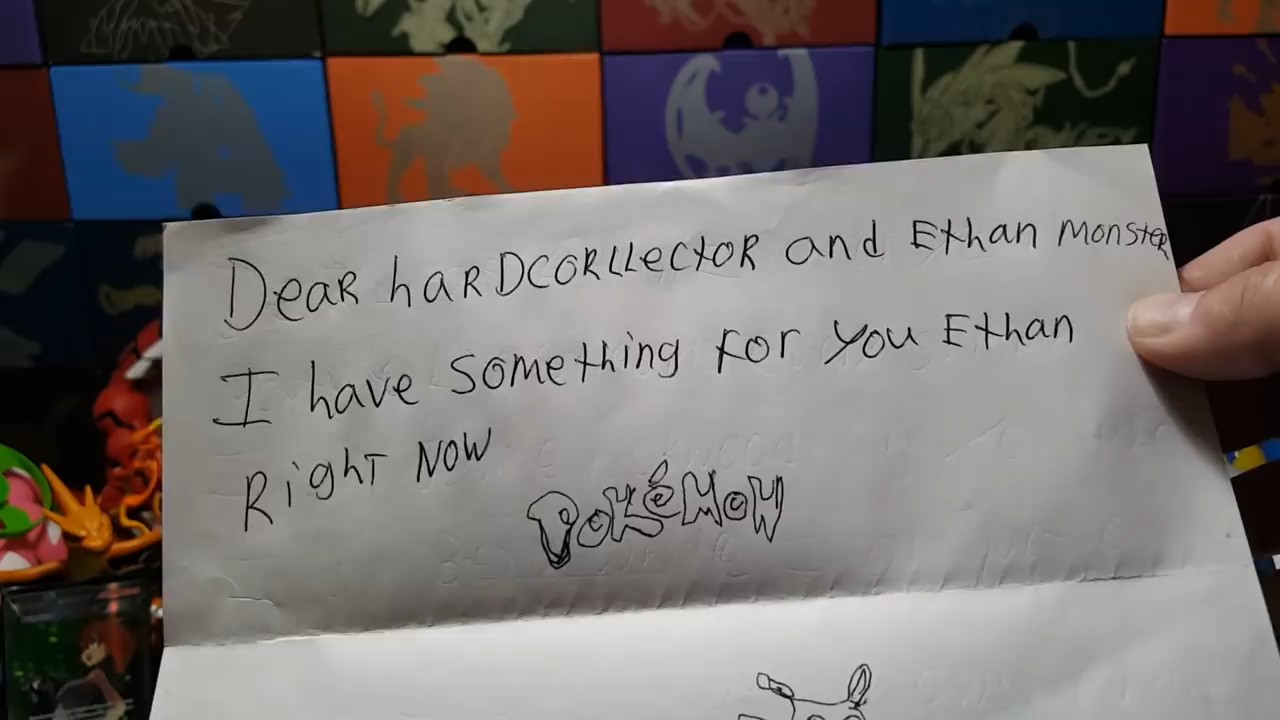 Dear haRDCORLLectoR and Ethan MonsteR
I have something for you Ethan
Right NOW
POKéMON